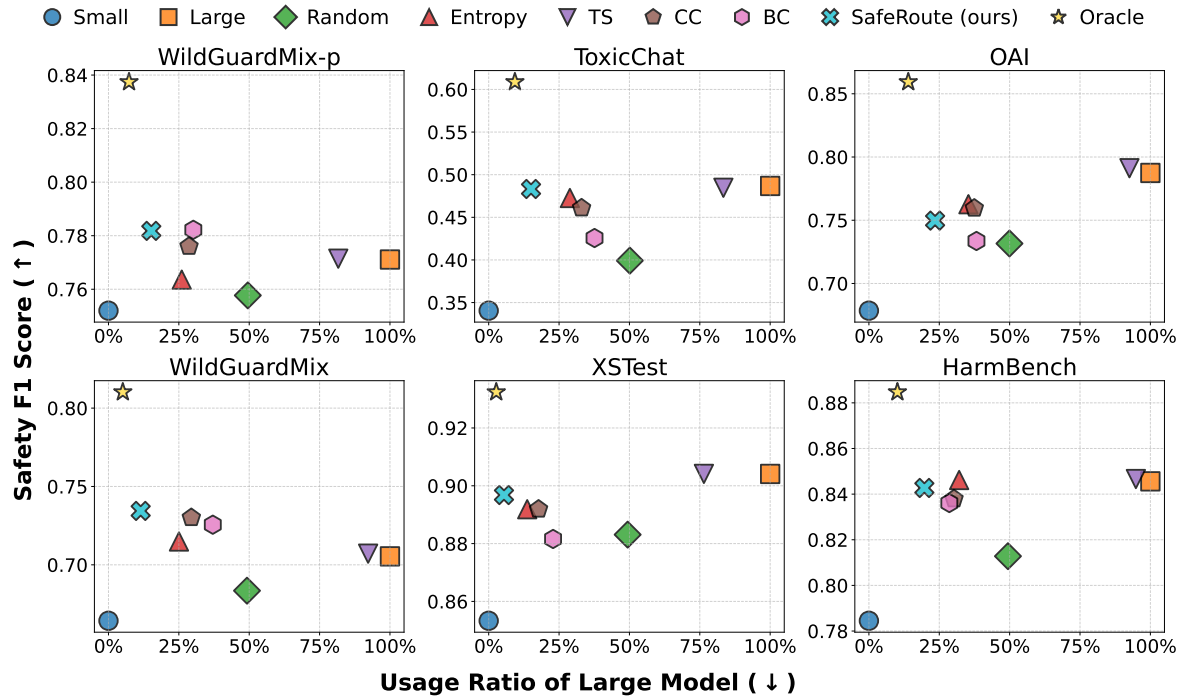 Small Large Random Entropy TS CC BC SafeRoute (ours) Oracle
WildGuardMix-p
0.84
0.82
0.80
0.78
0.76
0% 25% 50% 75% 100%
ToxicChat
0.60
0.55
0.50
0.45
0.40
0.35
0% 25% 50% 75% 100%
OAI
0.85
0.80
0.75
0.70
0% 25% 50% 75% 100%
WildGuardMix
0.80
0.75
0.70
0% 25% 50% 75% 100%
XSTest
0.92
0.90
0.88
0.86
0% 25% 50% 75% 100%
HarmBench
0.88
0.86
0.84
0.82
0.80
0.78
0% 25% 50% 75% 100%
Safety F1 Score (↑)
Usage Ratio of Large Model (↓)